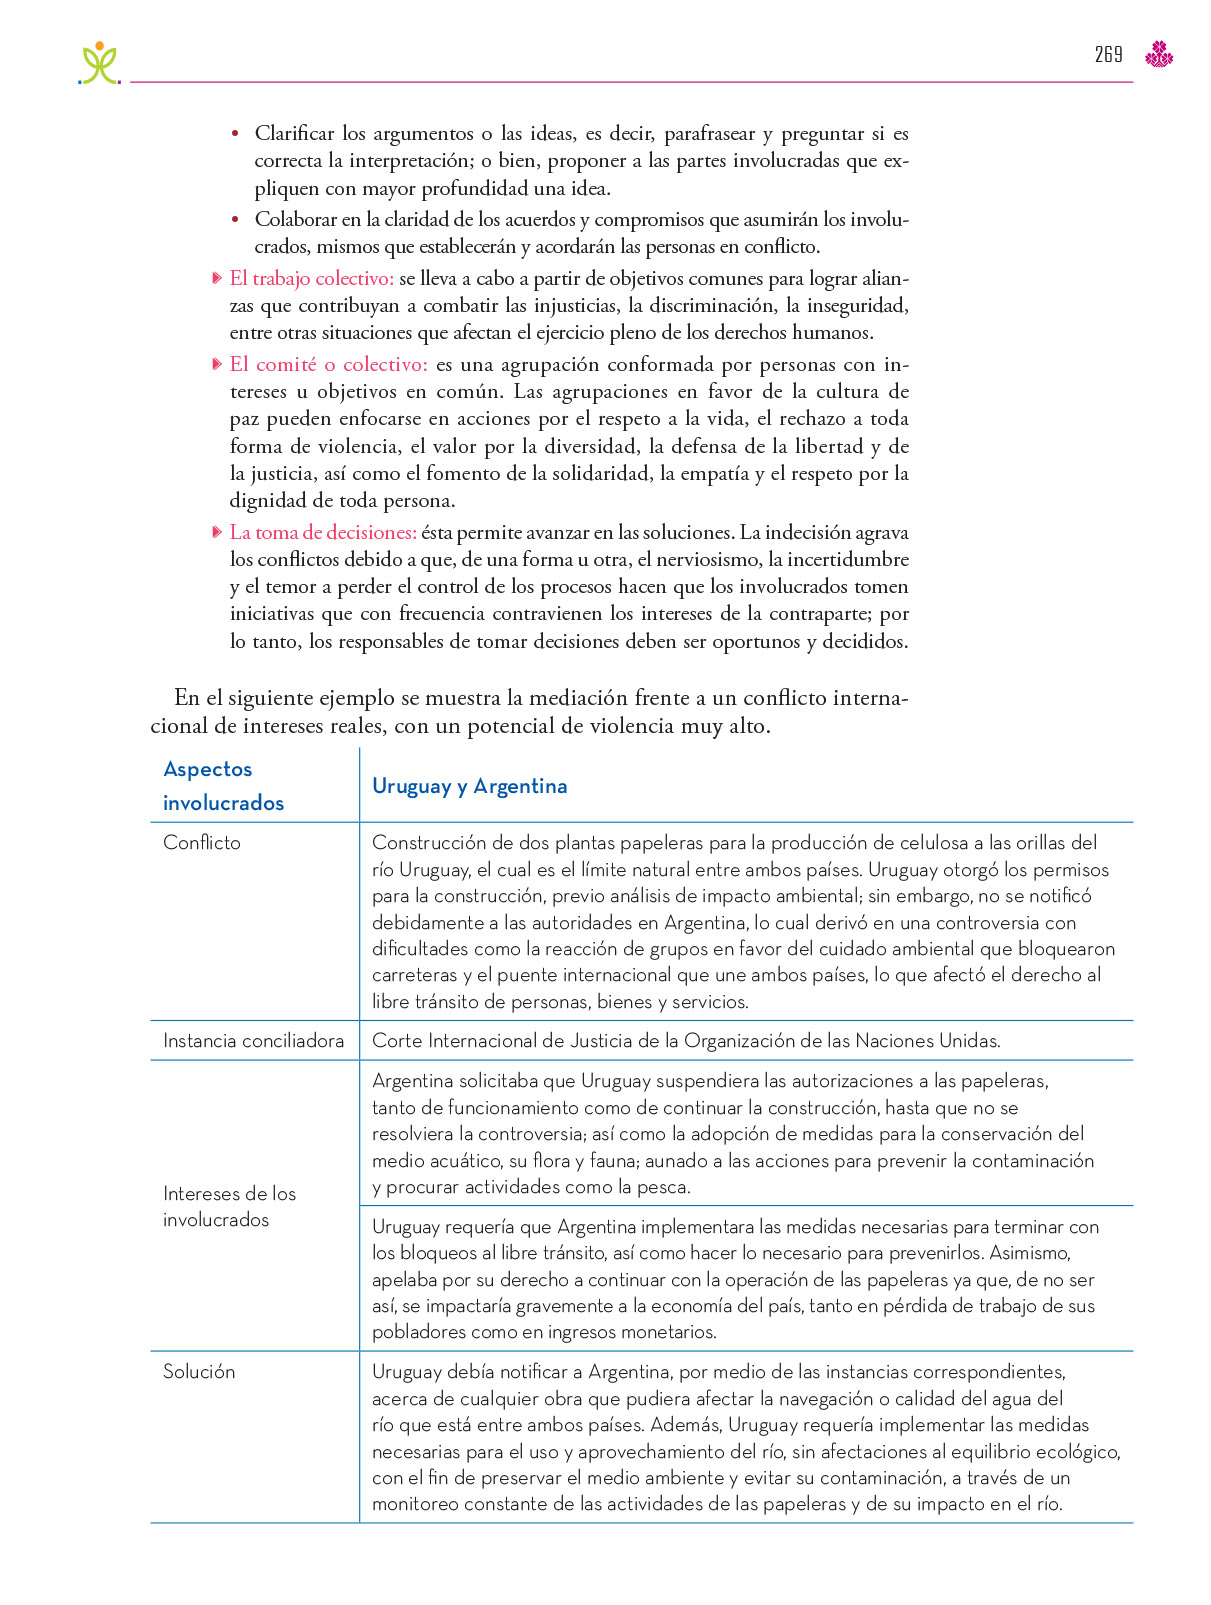 269
• Clarificar los argumentos o las ideas, es decir, parafrasear y preguntar si es
correcta la interpretación; o bien, proponer a las partes involucradas que ex-
pliquen con mayor profundidad una idea.
• Colaborar en la claridad de los acuerdos y compromisos que asumirán los involu-
crados, mismos que establecerán y acordarán las personas en conflicto.
El trabajo colectivo: se lleva a cabo a partir de objetivos comunes para lograr alian-
zas que contribuyan a combatir las injusticias, la discriminación, la inseguridad,
entre otras situaciones que afectan el ejercicio pleno de los derechos humanos.
El comité o colectivo: es una agrupación conformada por personas con in-
tereses u objetivos en común. Las agrupaciones en favor de la cultura de
paz pueden enfocarse en acciones por el respeto a la vida, el rechazo a toda
forma de violencia, el valor por la diversidad, la defensa de la libertad y de
la justicia, así como el fomento de la solidaridad, la empatía y el respeto por la
dignidad de toda persona.
La toma de decisiones: ésta permite avanzar en las soluciones. La indecisión agrava
los conflictos debido a que, de una forma u otra, el nerviosismo, la incertidumbre
y el temor a perder el control de los procesos hacen que los involucrados tomen
iniciativas que con frecuencia contravienen los intereses de la contraparte; por
lo tanto, los responsables de tomar decisiones deben ser oportunos y decididos.
En el siguiente ejemplo se muestra la mediación frente a un conflicto interna-
cional de intereses reales, con un potencial de violencia muy alto.
Aspectos
involucrados
Uruguay y Argentina
Conflicto
Construcción de dos plantas papeleras para la producción de celulosa a las orillas del
río Uruguay, el cual es el límite natural entre ambos países. Uruguay otorgó los permisos
para la construcción, previo análisis de impacto ambiental; sin embargo, no se notificó
debidamente a las autoridades en Argentina, lo cual derivó en una controversia con
dificultades como la reacción de grupos en favor del cuidado ambiental que bloquearon
carreteras y el puente internacional que une ambos países, lo que afectó el derecho al
libre tránsito de personas, bienes y servicios.
Instancia conciliadora
Corte Internacional de Justicia de la Organización de las Naciones Unidas.
Intereses de los
involucrados
Argentina solicitaba que Uruguay suspendiera las autorizaciones a las papeleras,
tanto de funcionamiento como de continuar la construcción, hasta que no se
resolviera la controversia; así como la adopción de medidas para la conservación del
medio acuático, su flora y fauna; aunado a las acciones para prevenir la contaminación
y procurar actividades como la pesca.
Uruguay requería que Argentina implementara las medidas necesarias para terminar con
los bloqueos al libre tránsito, así como hacer lo necesario para prevenirlos. Asimismo,
apelaba por su derecho a continuar con la operación de las papeleras ya que, de no ser
así, se impactaría gravemente a la economía del país, tanto en pérdida de trabajo de sus
pobladores como en ingresos monetarios.
Solución
Uruguay debía notificar a Argentina, por medio de las instancias correspondientes,
acerca de cualquier obra que pudiera afectar la navegación o calidad del agua del
río que está entre ambos países. Además, Uruguay requería implementar las medidas
necesarias para el uso y aprovechamiento del río, sin afectaciones al equilibrio ecológico,
con el fin de preservar el medio ambiente y evitar su contaminación, a través de un
monitoreo constante de las actividades de las papeleras y de su impacto en el río.